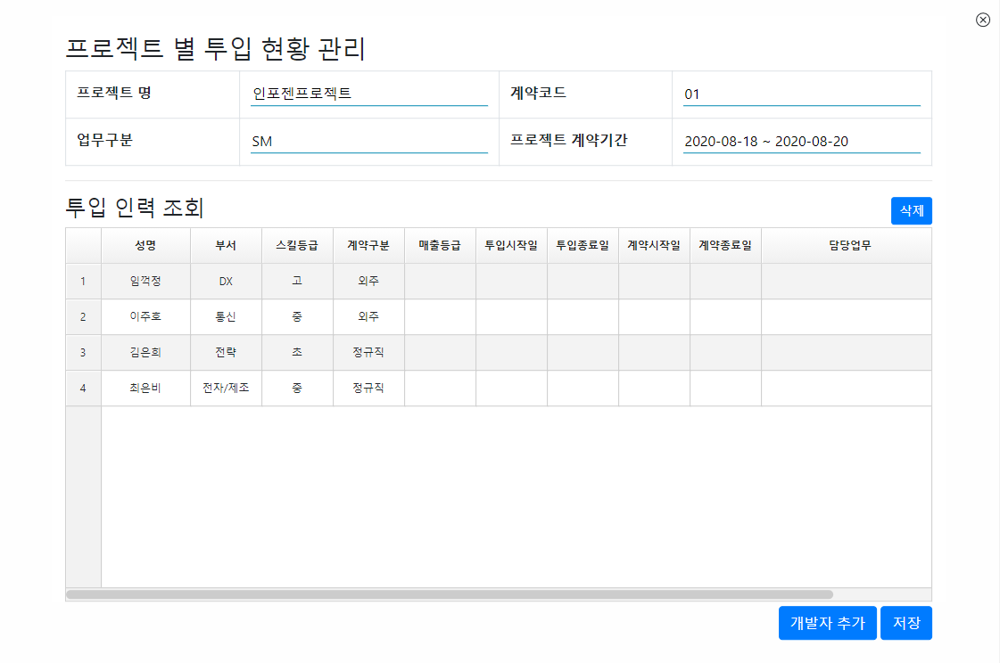 프로젝트 별 투입 현황 관리
프로젝트 명 인포젠프로젝트 계약코드 01
업무구분 SM 프로젝트 계약기간 2020-08-18 ~ 2020-08-20
투입 인력 조회 삭제
성명 부서 스킬등급 계약구분 매출등급 투입시작일 투입종료일 계약시작일 계약종료일 담당업무
1 임꺽정 DX 고 외주
2 이주호 통신 중 외주
3 김은희 전략 초 정규직
4 최은비 전자/제조 중 정규직
개발자 추가 저장